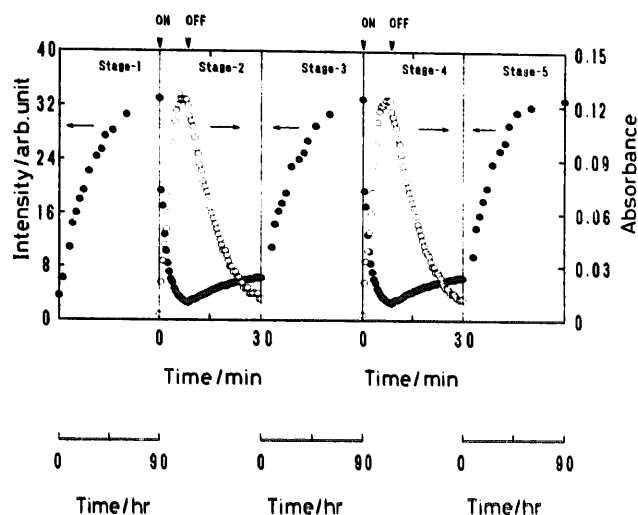 ON OFF ON OFF
40 0.15
Stage-1 Stage-2 Stage-3 Stage-4 Stage-5
32 0.12
24 0.09
16 0.06
8 0.03
0 0
Intensity/arb.unit
Absorbance
0 30 0 30
Time/min Time/min
0 90 0 90 0 90
Time/hr Time/hr Time/hr